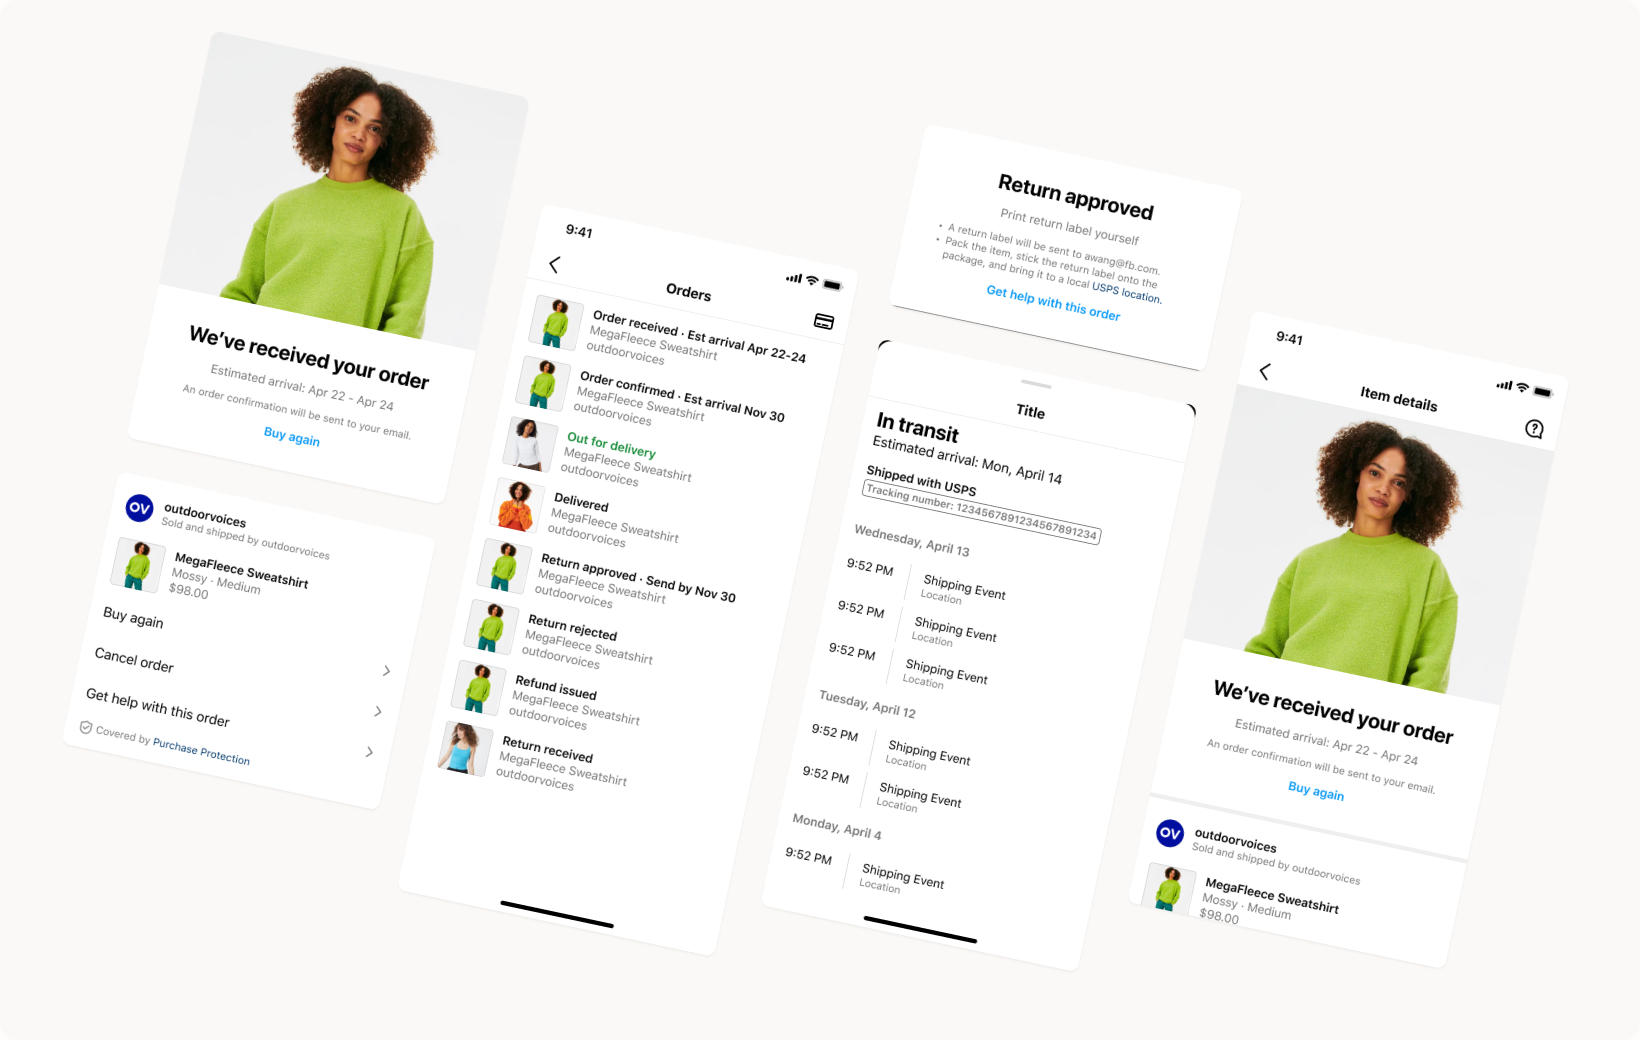 We've received your order
Estimated arrival: Apr 22 - Apr 24
An order confirmation will be sent to your email.
Buy again
OV
outdoorvoices
Sold and shipped by outdoorvoices
MegaFleece Sweatshirt
Mossy · Medium
$98.00
Buy again
Cancel order
Get help with this order
Covered by Purchase Protection
9:41
Orders
Order received · Est arrival Apr 22-24
MegaFleece Sweatshirt
outdoorvoices
Order confirmed · Est arrival Nov 30
MegaFleece Sweatshirt
outdoorvoices
Out for delivery
MegaFleece Sweatshirt
outdoorvoices
Delivered
MegaFleece Sweatshirt
outdoorvoices
Return approved · Send by Nov 30
MegaFleece Sweatshirt
outdoorvoices
Return rejected
MegaFleece Sweatshirt
outdoorvoices
Refund issued
MegaFleece Sweatshirt
outdoorvoices
Return received
MegaFleece Sweatshirt
outdoorvoices
Return approved
Print return label yourself
• A return label will be sent to awang@fb.com.
• Pack the item, stick the return label onto the
package, and bring it to a local USPS location.
Get help with this order
Title
In transit
Estimated arrival: Mon, April 14
Shipped with USPS
Tracking number: 1234567891234567891234
Wednesday, April 13
9:52 PM
Shipping Event
Location
9:52 PM
Shipping Event
Location
9:52 PM
Shipping Event
Location
Tuesday, April 12
9:52 PM
Shipping Event
Location
9:52 PM
Shipping Event
Location
Monday, April 4
9:52 PM
Shipping Event
Location
9:41
Item details
We've received your order
Estimated arrival: Apr 22 - Apr 24
An order confirmation will be sent to your email.
Buy again
OV
outdoorvoices
Sold and shipped by outdoorvoices
MegaFleece Sweatshirt
Mossy · Medium
$98.00